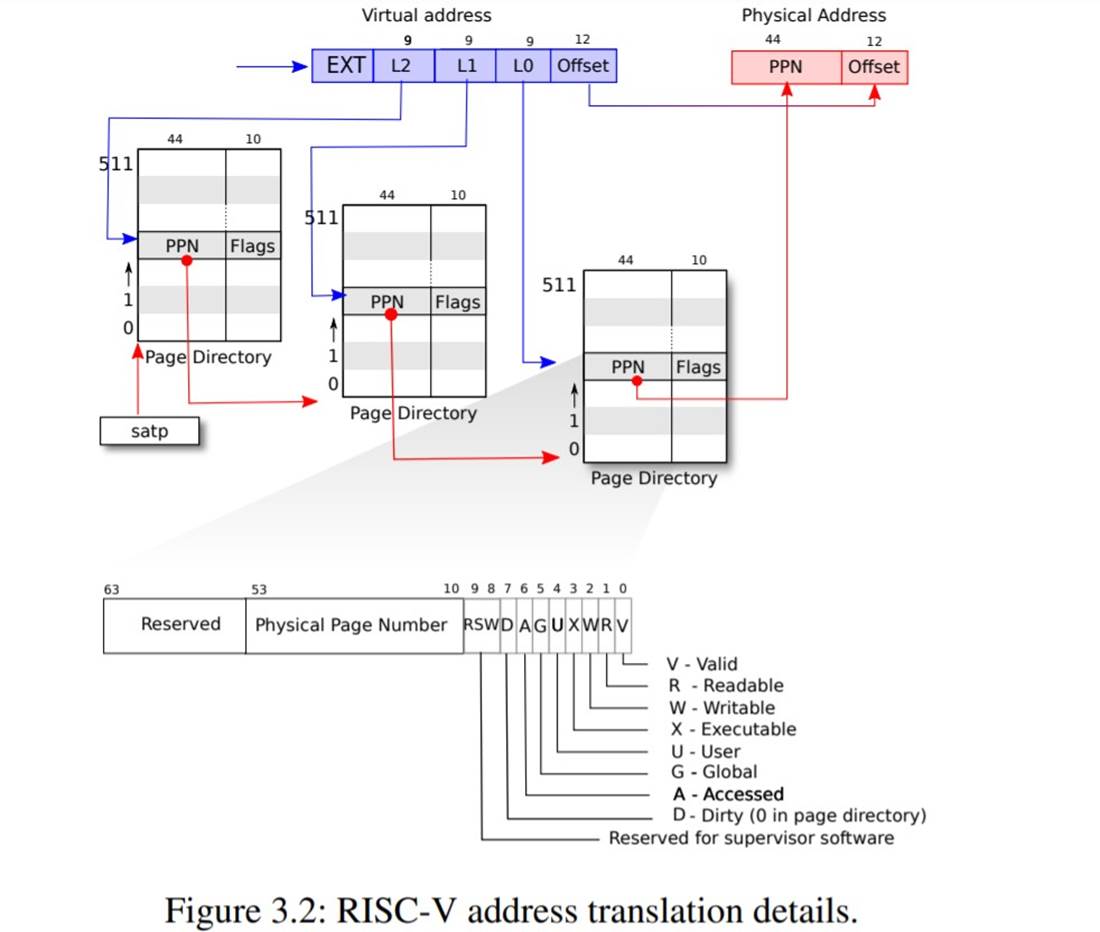 Virtual address
Physical Address
9 9 9 12
44 12
EXT L2 L1 L0 Offset
PPN Offset
44 10
511
PPN Flags
1
0
Page Directory
satp
44 10
511
PPN Flags
1
0
Page Directory
44 10
511
PPN Flags
1
0
Page Directory
63 53 10 9 8 7 6 5 4 3 2 1 0
Reserved Physical Page Number RSW D A G U X W R V
V - Valid
R - Readable
W - Writable
X - Executable
U - User
G - Global
A - Accessed
D - Dirty (0 in page directory)
Reserved for supervisor software
Figure 3.2: RISC-V address translation details.